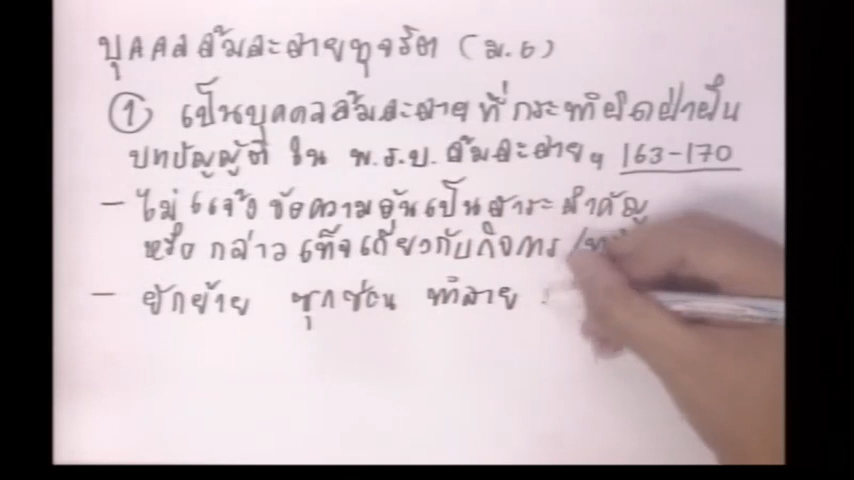 บุคคลล้มละลายทุจริต (ม.6)
① เป็นบุคคลล้มละลายที่กระทำผิดฝ่าฝืน
บทบัญญัติ ใน พ.ร.บ. ล้มละลายฯ 163-170
- ไม่แจ้งข้อความอันเป็นสาระสำคัญ
หรือ กล่าวเท็จเกี่ยวกับกิจการ /
- ยักย้าย ซุกซ่อน ทำลาย